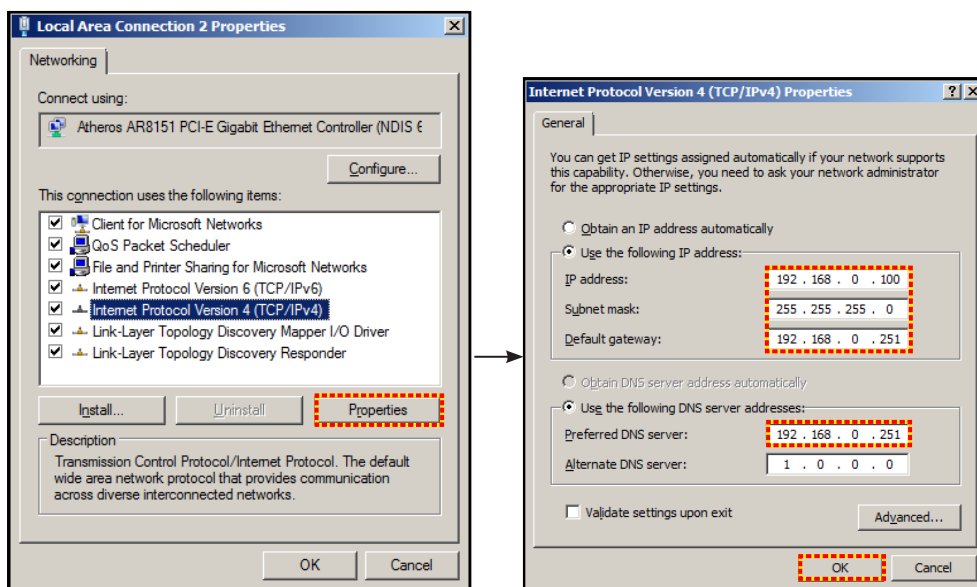 Local Area Connection 2 Properties
Networking
Connect using:
Atheros AR8151 PCI-E Gigabit Ethernet Controller (NDIS 6
Configure...
This connection uses the following items:
Client for Microsoft Networks
QoS Packet Scheduler
File and Printer Sharing for Microsoft Networks
Internet Protocol Version 6 (TCP/IPv6)
Internet Protocol Version 4 (TCP/IPv4)
Link-Layer Topology Discovery Mapper I/O Driver
Link-Layer Topology Discovery Responder
Install...
Uninstall
Properties
Description
Transmission Control Protocol/Internet Protocol. The default
wide area network protocol that provides communication
across diverse interconnected networks.
OK
Cancel
Internet Protocol Version 4 (TCP/IPv4) Properties
General
You can get IP settings assigned automatically if your network supports
this capability. Otherwise, you need to ask your network administrator
for the appropriate IP settings.
Obtain an IP address automatically
Use the following IP address:
IP address: 192 . 168 . 0 . 100
Subnet mask: 255 . 255 . 255 . 0
Default gateway: 192 . 168 . 0 . 251
Obtain DNS server address automatically
Use the following DNS server addresses:
Preferred DNS server: 192 . 168 . 0 . 251
Alternate DNS server: 1 . 0 . 0 . 0
Validate settings upon exit
Advanced...
OK
Cancel